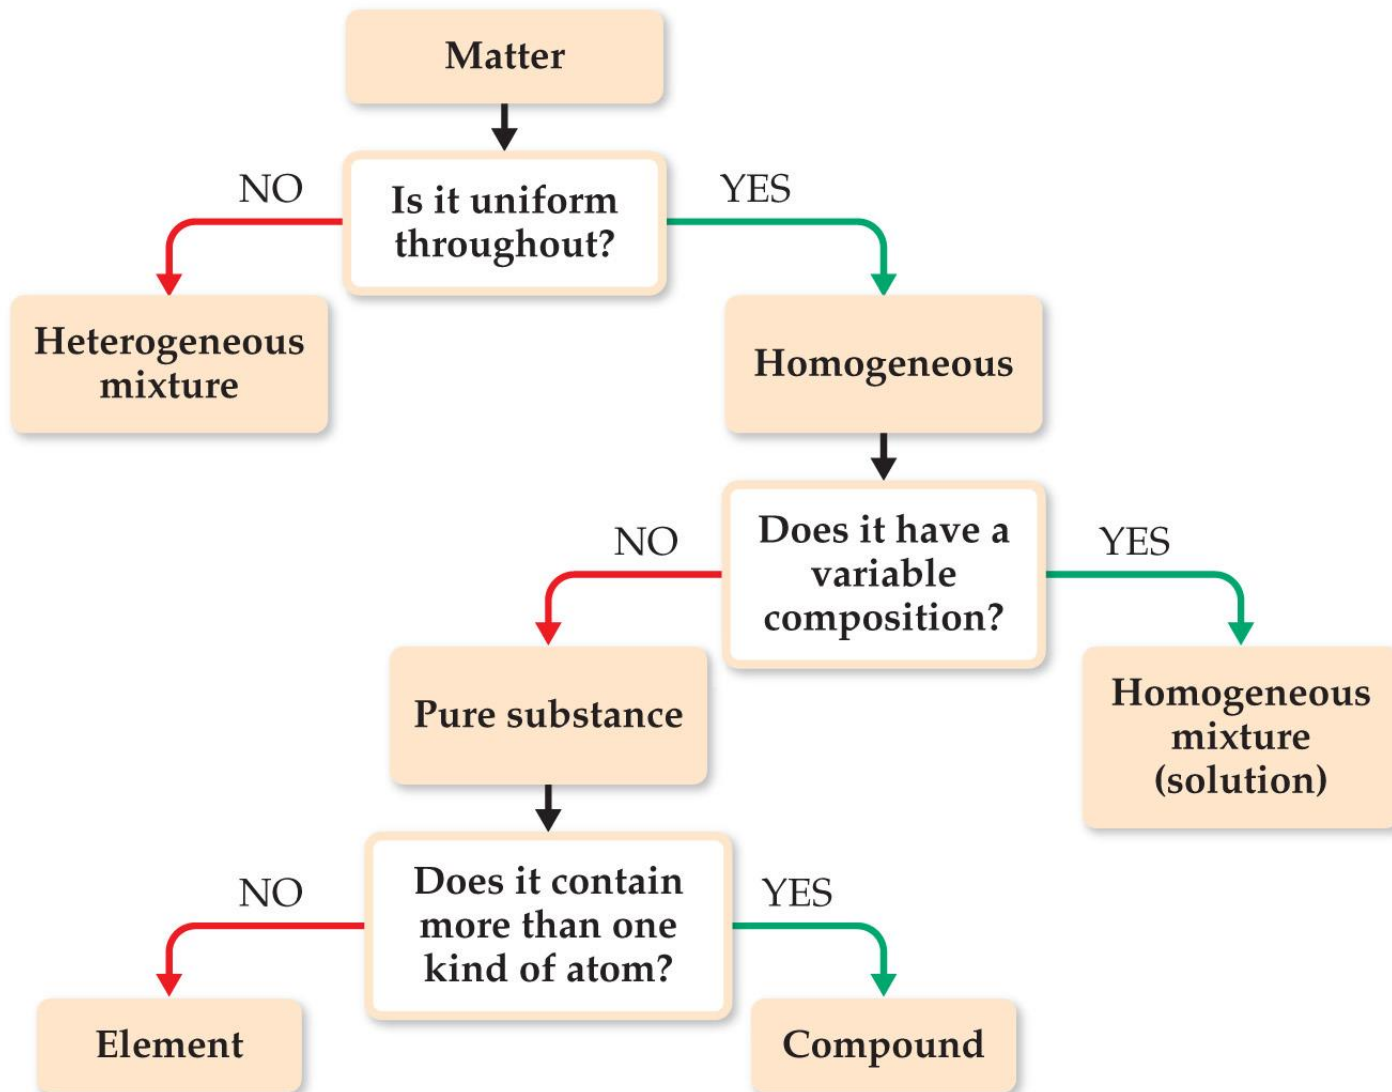 Matter
NO
Is it uniform
throughout?
YES
Heterogeneous
mixture
Homogeneous
NO
Does it have a
variable
composition?
YES
Pure substance
Homogeneous
mixture
(solution)
NO
Does it contain
more than one
kind of atom?
YES
Element
Compound